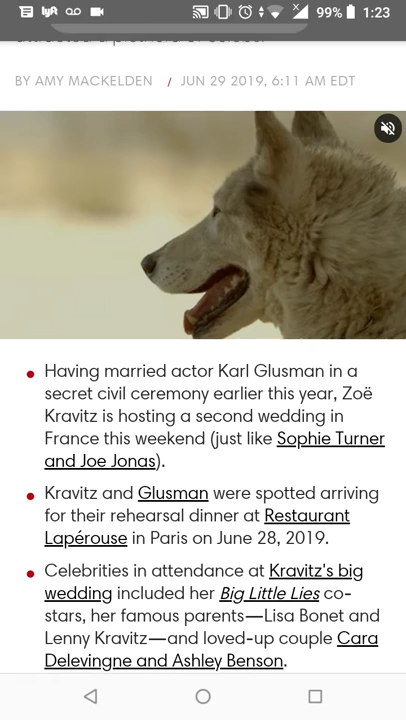 lyft
99%
1:23
BY AMY MACKELDEN / JUN 29 2019, 6:11 AM EDT
Having married actor Karl Glusman in a
secret civil ceremony earlier this year, Zoë
Kravitz is hosting a second wedding in
France this weekend (just like Sophie Turner
and Joe Jonas).
Kravitz and Glusman were spotted arriving
for their rehearsal dinner at Restaurant
Lapérouse in Paris on June 28, 2019.
Celebrities in attendance at Kravitz's big
wedding included her Big Little Lies co-
stars, her famous parents—Lisa Bonet and
Lenny Kravitz—and loved-up couple Cara
Delevingne and Ashley Benson.